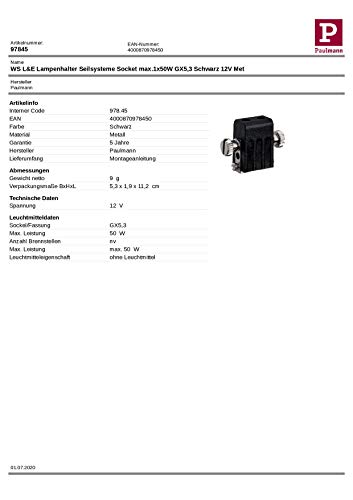 Artikelnummer:
97845
EAN-Nummer:
4000870978450
P
Paulmann
Name
WS L&E Lampenhalter Seilsysteme Socket max.1x50W GX5,3 Schwarz 12V Met
Hersteller
Paulmann
Artikelinfo
Interner Code 978.45
EAN 4000870978450
Farbe Schwarz
Material Metall
Garantie 5 Jahre
Hersteller Paulmann
Lieferumfang Montageanleitung
Abmessungen
Gewicht netto 9 g
Verpackungsmaße BxHxL 5,3 x 1,9 x 11,2 cm
Technische Daten
Spannung 12 V
Leuchtmitteldaten
Sockel/Fassung GX5,3
Max. Leistung 50 W
Anzahl Brennstellen nv
Max. Leistung max. 50 W
Leuchtmitteleigenschaft ohne Leuchtmittel
01.07.2020